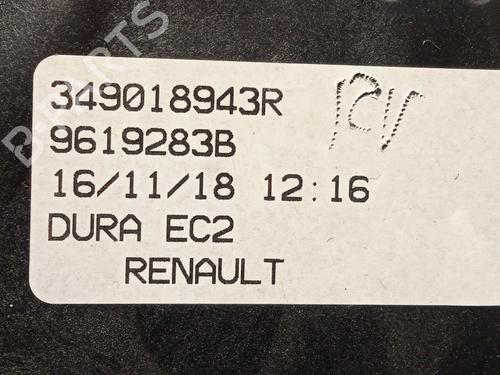 349018943R
9619283B
16/11/18 12:16
DURA EC2
RENAULT